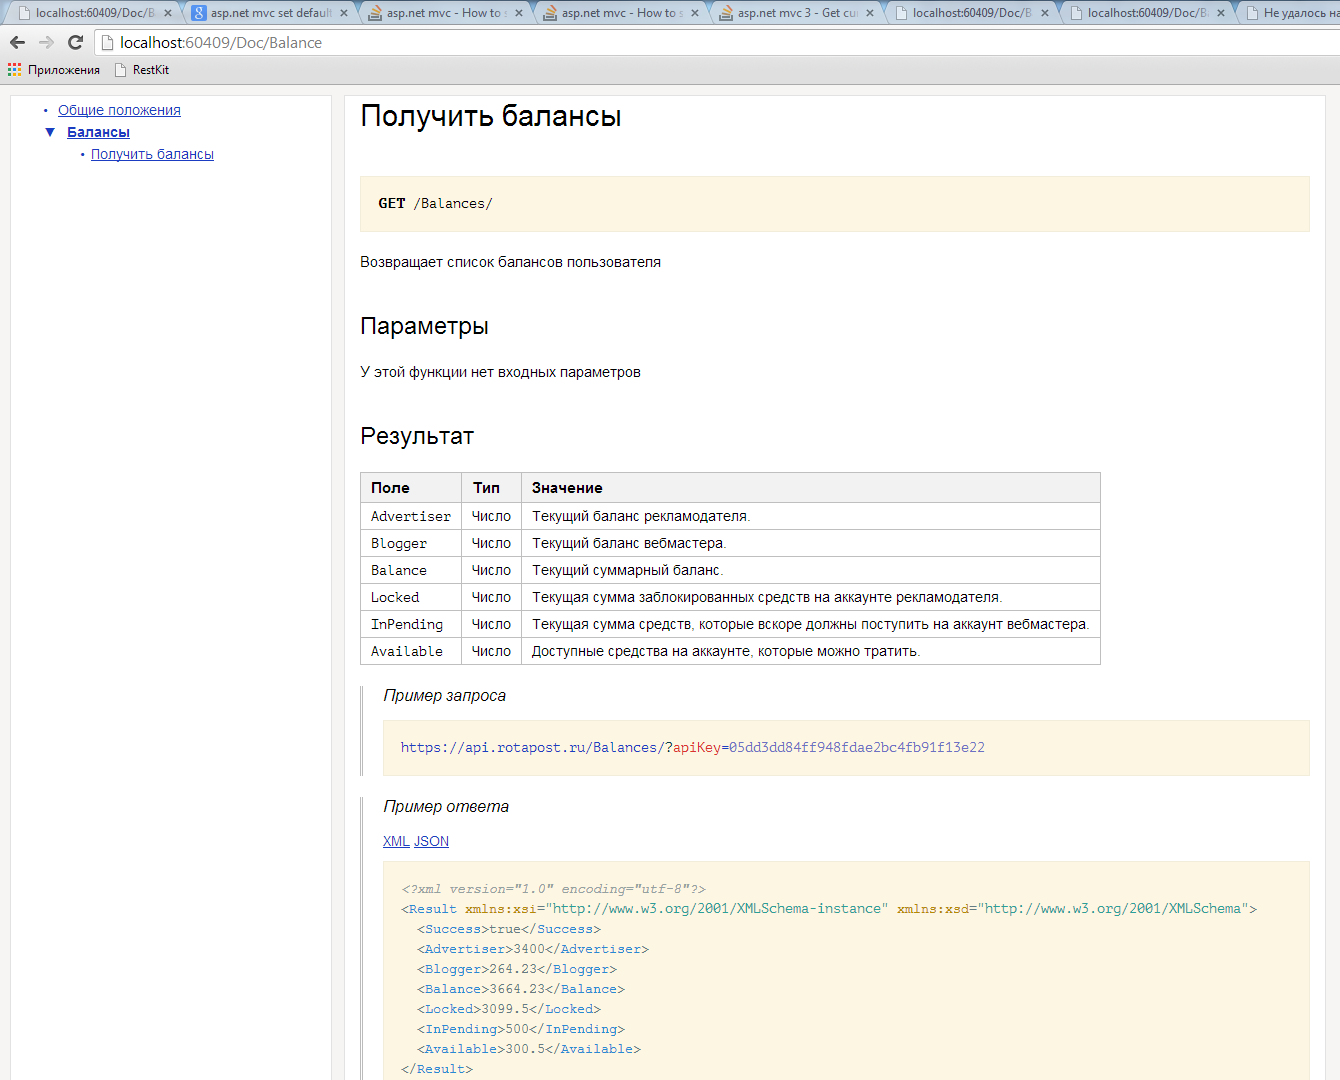 localhost:60409/Doc/B
asp.net mvc set default
asp.net mvc - How to s
asp.net mvc - How to s
asp.net mvc 3 - Get cu
localhost:60409/Doc/B
localhost:60409/Doc/B
Не удалось на
localhost:60409/Doc/Balance
Приложения
RestKit
Общие положения
Балансы
Получить балансы
Получить балансы
GET /Balances/
Возвращает список балансов пользователя
Параметры
У этой функции нет входных параметров
Результат
Поле Тип Значение
Advertiser Число Текущий баланс рекламодателя.
Blogger Число Текущий баланс вебмастера.
Balance Число Текущий суммарный баланс.
Locked Число Текущая сумма заблокированных средств на аккаунте рекламодателя.
InPending Число Текущая сумма средств, которые вскоре должны поступить на аккаунт вебмастера.
Available Число Доступные средства на аккаунте, которые можно тратить.
Пример запроса
https://api.rotapost.ru/Balances/?apiKey=05dd3dd84ff948fdae2bc4fb91f13e22
Пример ответа
XML JSON
<?xml version="1.0" encoding="utf-8"?>
<Result xmlns:xsi="http://www.w3.org/2001/XMLSchema-instance" xmlns:xsd="http://www.w3.org/2001/XMLSchema">
<Success>true</Success>
<Advertiser>3400</Advertiser>
<Blogger>264.23</Blogger>
<Balance>3664.23</Balance>
<Locked>3099.5</Locked>
<InPending>500</InPending>
<Available>300.5</Available>
</Result>